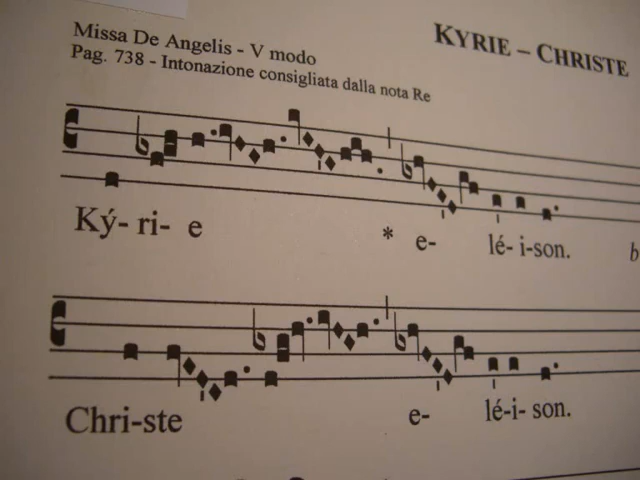 Missa De Angelis - V modo
Pag. 738 - Intonazione consigliata dalla nota Re
KYRIE – CHRISTE
Ký- ri- e * e- lé- i-son. b
Chri-ste e- lé-i- son.